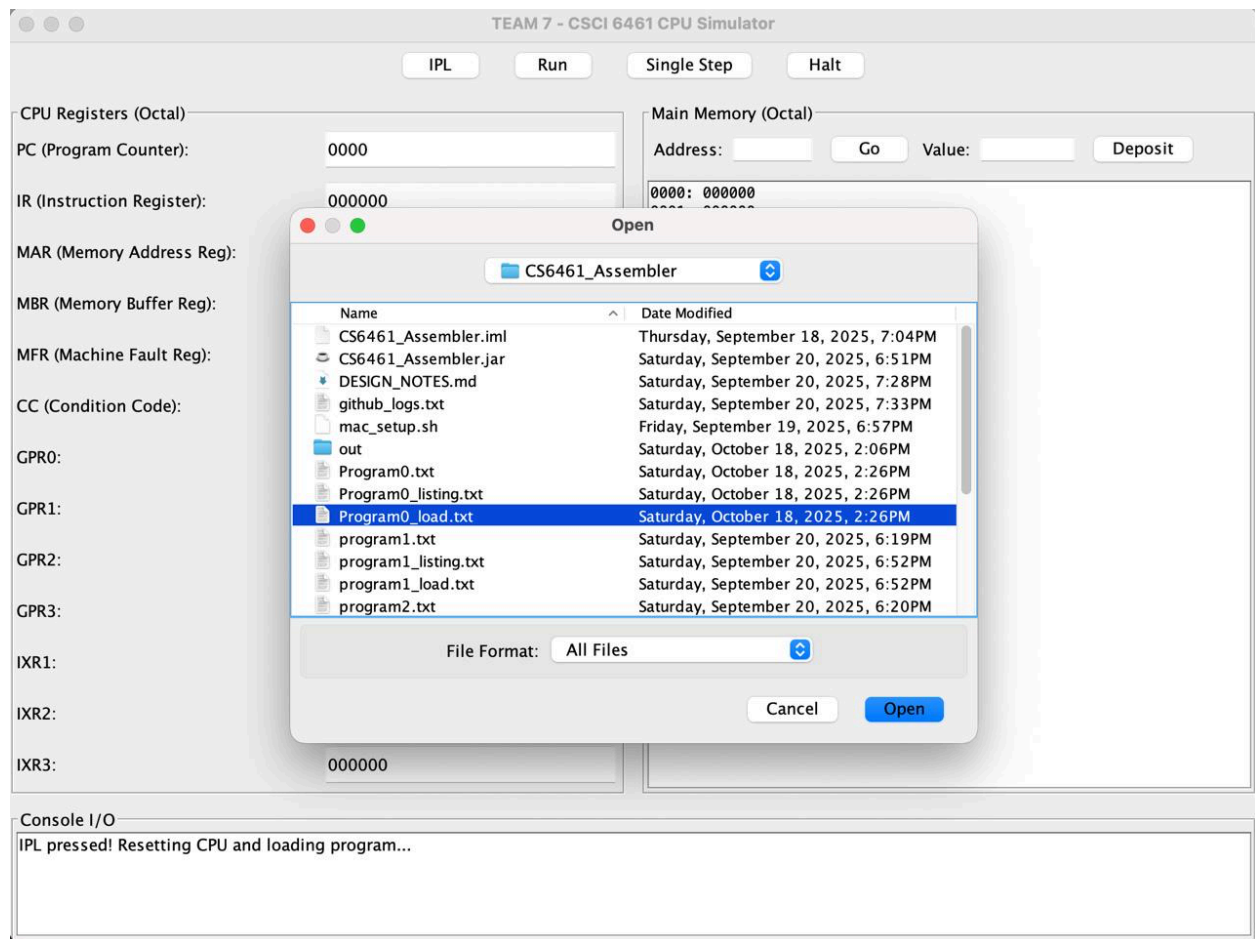 TEAM 7 - CSCI 6461 CPU Simulator
IPL Run Single Step Halt
CPU Registers (Octal)
PC (Program Counter): 0000
IR (Instruction Register): 000000
MAR (Memory Address Reg):
MBR (Memory Buffer Reg):
MFR (Machine Fault Reg):
CC (Condition Code):
GPR0:
GPR1:
GPR2:
GPR3:
IXR1:
IXR2:
IXR3: 000000
Main Memory (Octal)
Address: Go Value: Deposit
0000: 000000
Open
CS6461_Assembler
Name Date Modified
CS6461_Assembler.iml Thursday, September 18, 2025, 7:04PM
CS6461_Assembler.jar Saturday, September 20, 2025, 6:51PM
DESIGN_NOTES.md Saturday, September 20, 2025, 7:28PM
github_logs.txt Saturday, September 20, 2025, 7:33PM
mac_setup.sh Friday, September 19, 2025, 6:57PM
out Saturday, October 18, 2025, 2:06PM
Program0.txt Saturday, October 18, 2025, 2:26PM
Program0_listing.txt Saturday, October 18, 2025, 2:26PM
Program0_load.txt Saturday, October 18, 2025, 2:26PM
program1.txt Saturday, September 20, 2025, 6:19PM
program1_listing.txt Saturday, September 20, 2025, 6:52PM
program1_load.txt Saturday, September 20, 2025, 6:52PM
program2.txt Saturday, September 20, 2025, 6:20PM
File Format: All Files
Cancel Open
Console I/O
IPL pressed! Resetting CPU and loading program...